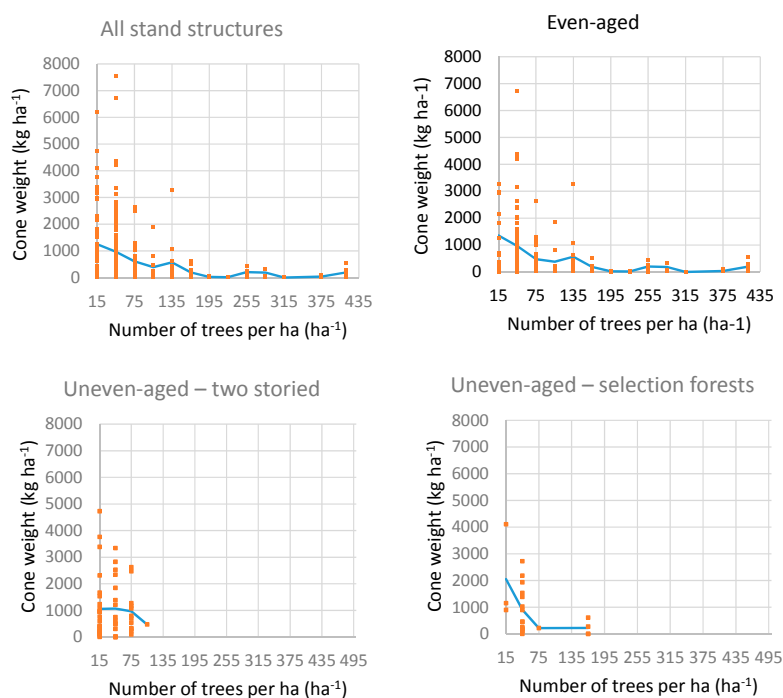 All stand structures
8000
7000
6000
5000
4000
3000
2000
1000
0
Cone weight (kg ha⁻¹)
15 75 135 195 255 315 375 435
Number of trees per ha (ha⁻¹)
Even-aged
8000
7000
6000
5000
4000
3000
2000
1000
0
Cone weight (kg ha-1)
15 75 135 195 255 315 375 435
Number of trees per ha (ha-1)
Uneven-aged – two storied
8000
7000
6000
5000
4000
3000
2000
1000
0
Cone weight (kg ha⁻¹)
15 75 135 195 255 315 375 435 495
Number of trees per ha (ha⁻¹)
Uneven-aged – selection forests
8000
7000
6000
5000
4000
3000
2000
1000
0
Cone weight (kg ha⁻¹)
15 75 135 195 255 315 375 435 495
Number of trees per ha (ha⁻¹)